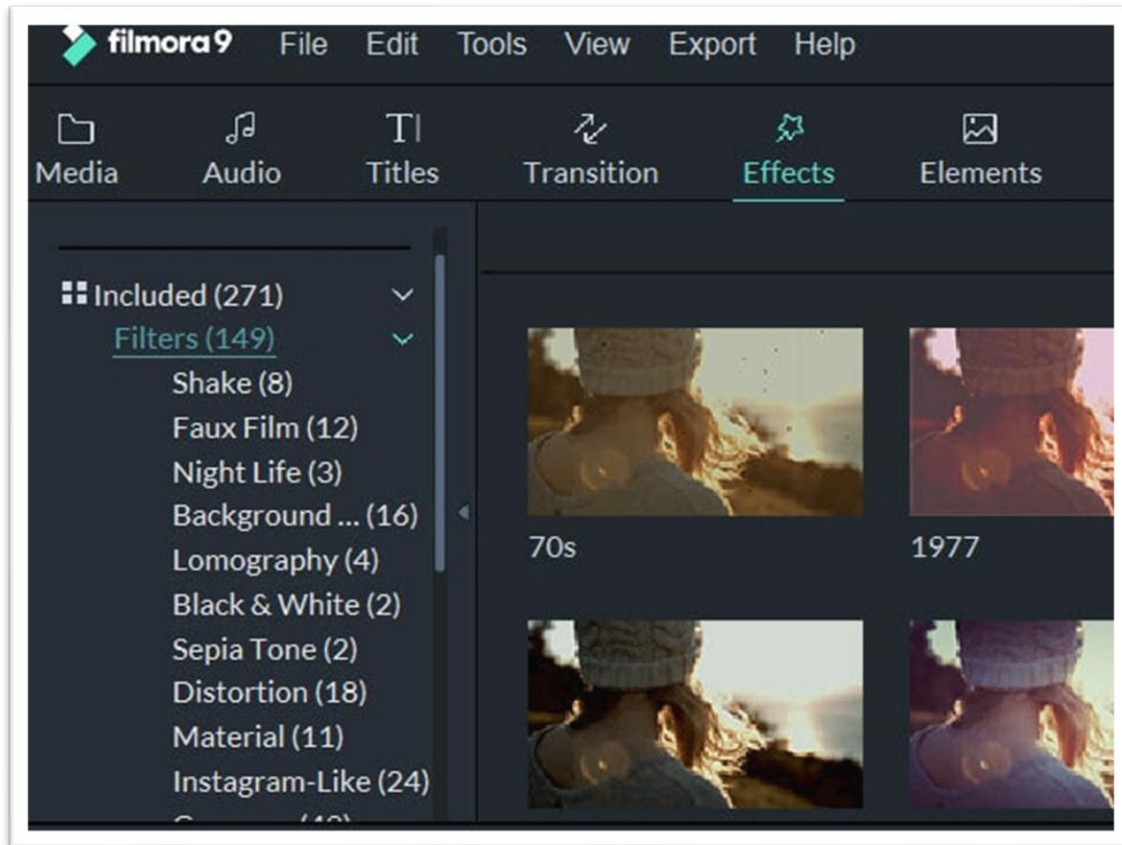 filmora9 File Edit Tools View Export Help
Media Audio Titles Transition Effects Elements
Included (271)
Filters (149)
Shake (8)
Faux Film (12)
Night Life (3)
Background ... (16)
Lomography (4)
Black & White (2)
Sepia Tone (2)
Distortion (18)
Material (11)
Instagram-Like (24)
70s 1977